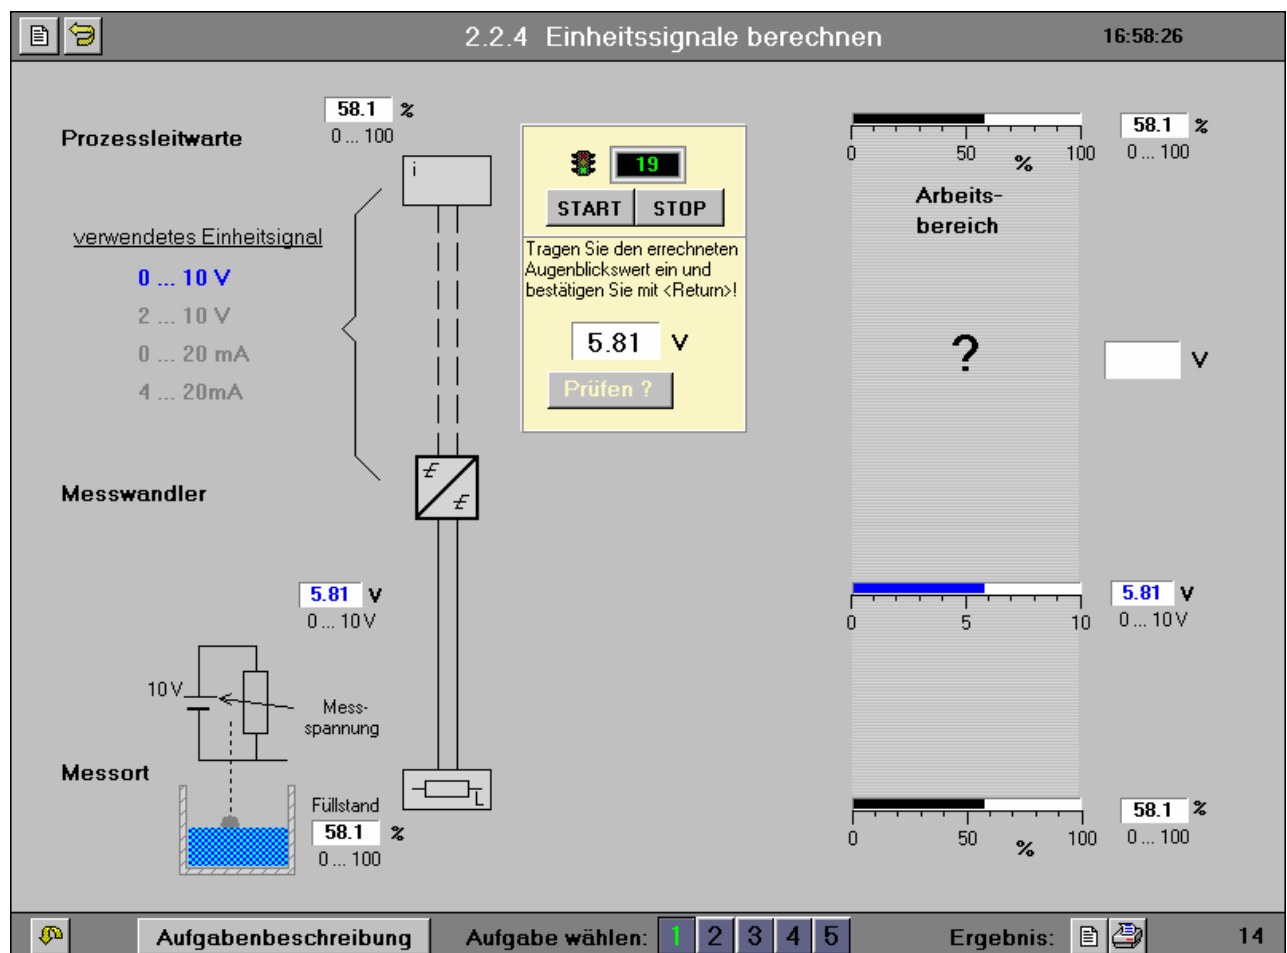 2.2.4 Einheitssignale berechnen
16:58:26
58.1 %
0 ... 100
Prozessleitwarte
i
verwendetes Einheitsignal
0 ... 10 V
2 ... 10 V
0 ... 20 mA
4 ... 20mA
19
START STOP
Tragen Sie den errechneten
Augenblickswert ein und
bestätigen Sie mit <Return>!
5.81 V
Prüfen ?
58.1 %
0 50 % 100 0 ... 100
Arbeits-
bereich
?
V
Messwandler
E
E
5.81 V
0 ... 10 V
5.81 V
0 5 10 0 ... 10 V
10 V
Mess-
spannung
Messort
L
Füllstand
58.1 %
0 ... 100
58.1 %
0 50 % 100 0 ... 100
Aufgabenbeschreibung Aufgabe wählen: 1 2 3 4 5 Ergebnis: 14